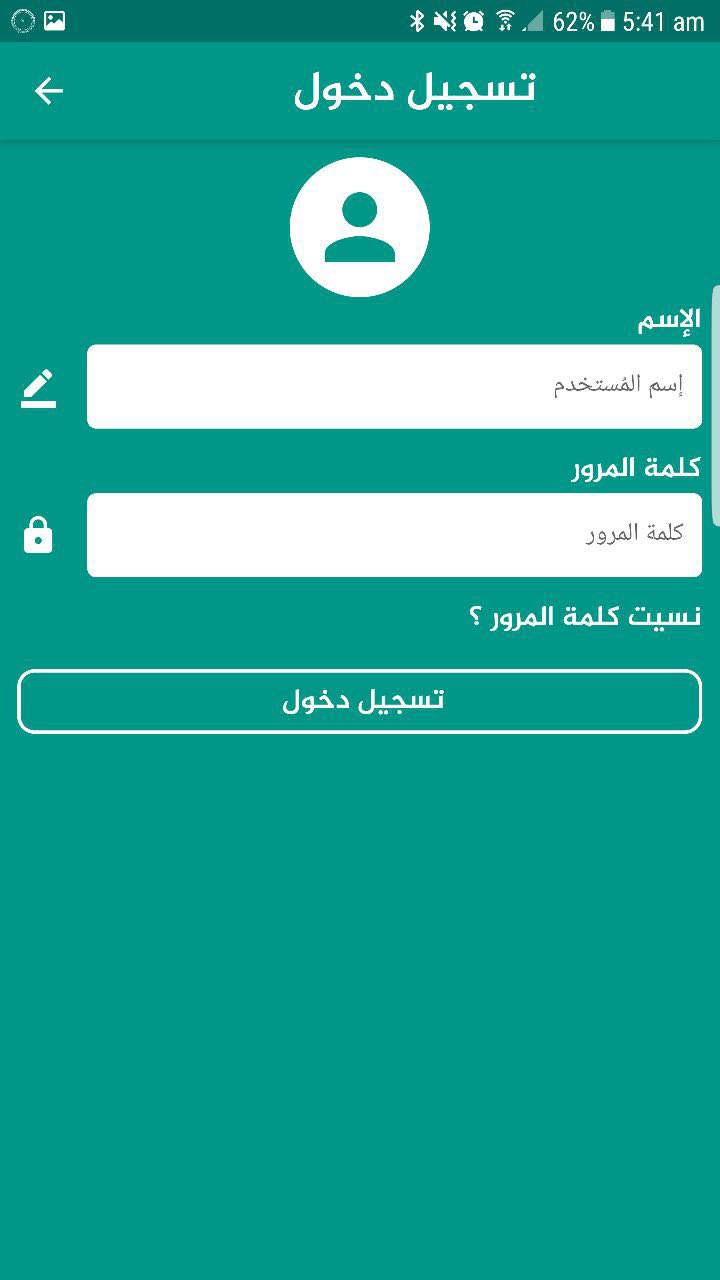 62% 5:41 am
تسجيل دخول
الإسم
إسم المُستخدم
كلمة المرور
كلمة المرور
نسيت كلمة المرور ؟
تسجيل دخول